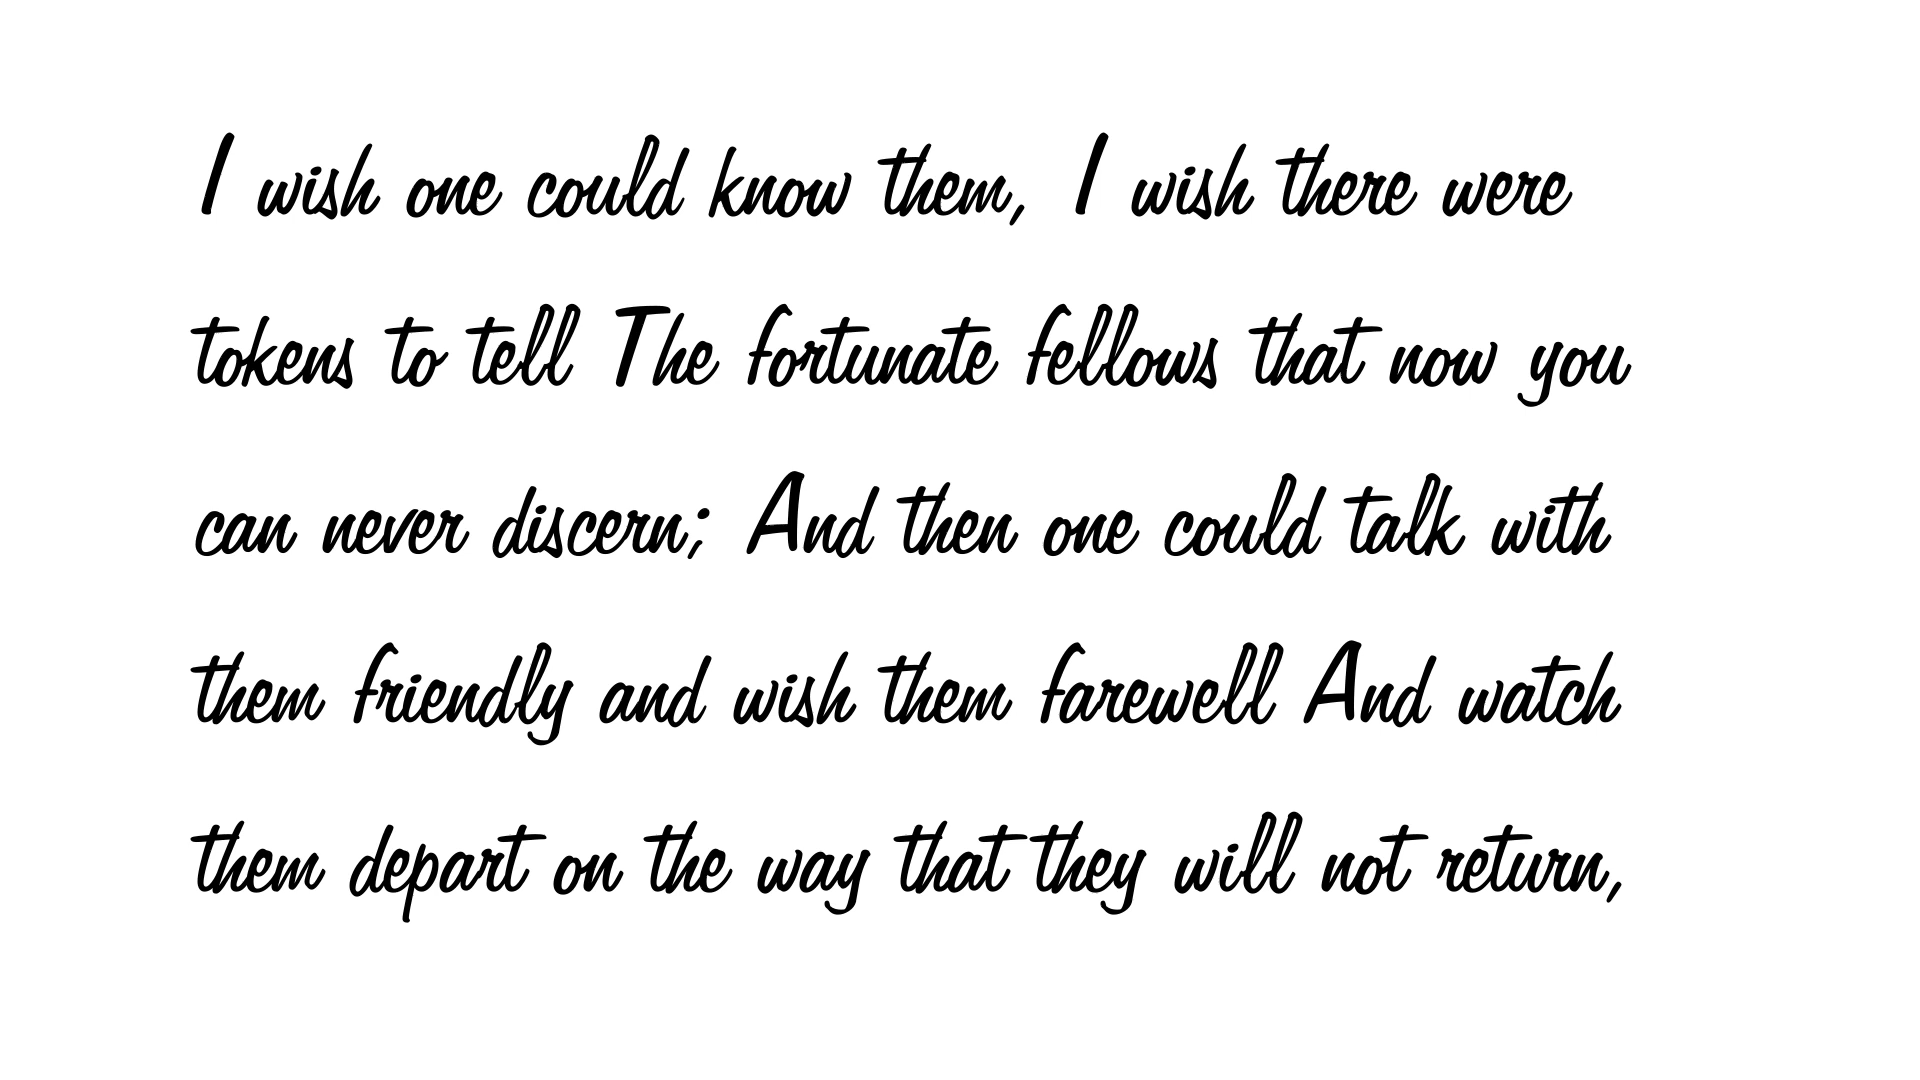 I wish one could know them, I wish there were
tokens to tell The fortunate fellows that now you
can never discern; And then one could talk with
them friendly and wish them farewell And watch
them depart on the way that they will not return,